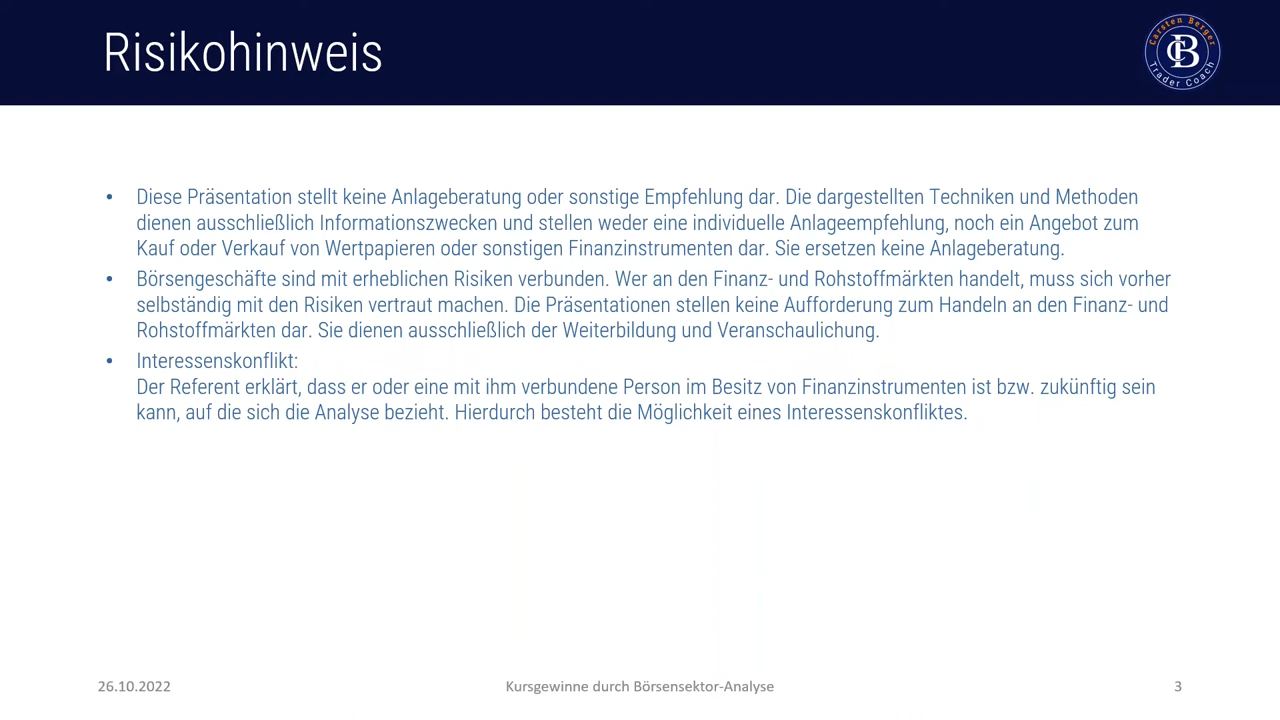 Risikohinweis
Carsten Berger
CB
Trader Coach
• Diese Präsentation stellt keine Anlageberatung oder sonstige Empfehlung dar. Die dargestellten Techniken und Methoden
dienen ausschließlich Informationszwecken und stellen weder eine individuelle Anlageempfehlung, noch ein Angebot zum
Kauf oder Verkauf von Wertpapieren oder sonstigen Finanzinstrumenten dar. Sie ersetzen keine Anlageberatung.
• Börsengeschäfte sind mit erheblichen Risiken verbunden. Wer an den Finanz- und Rohstoffmärkten handelt, muss sich vorher
selbständig mit den Risiken vertraut machen. Die Präsentationen stellen keine Aufforderung zum Handeln an den Finanz- und
Rohstoffmärkten dar. Sie dienen ausschließlich der Weiterbildung und Veranschaulichung.
• Interessenskonflikt:
Der Referent erklärt, dass er oder eine mit ihm verbundene Person im Besitz von Finanzinstrumenten ist bzw. zukünftig sein
kann, auf die sich die Analyse bezieht. Hierdurch besteht die Möglichkeit eines Interessenskonfliktes.
26.10.2022
Kursgewinne durch Börsensektor-Analyse
3